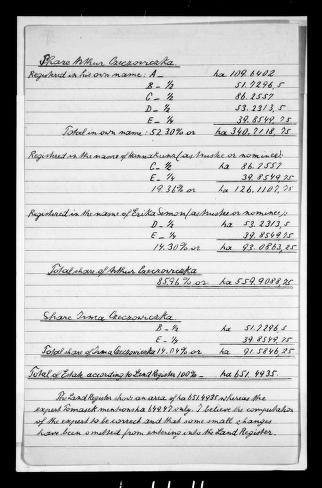 Share Arthur Czeczowiczka
Registered in his own name: A — ha 109.6402
B - ½ 51.7296,5
C - ½ 86.2557
D - ½ 53.2313,5
E - ¼ 39.8549,75
Total in own name: 52.30% or ha 340.7118,75
Registered in the name of Hanna Kunz (as trustee or nominee):
C - ½ ha 86.2557
E - ¼ 39.8549,75
19.36% or ha 126.1107,75
Registered in the name of Erika Simon (as trustee or nominee):
D - ½ ha 53.2313,5
E - ¼ 39.8549,75
14.30% or ha 93.0863,25
Total share of Arthur Czeczowiczka
85.96% or ha 559.9088,75
Share Irma Czeczowiczka
B - ½ ha 51.7296,5
E - ¼ ha 39.8549,75
Total share of Irma Czeczowiczka 14.04% or ha 91.5846,25
Total of Estate according to Land Register 100% - ha 651.4935.
The Land Register shows an area of ha 651.4935 whereas the
expert Tomasek mentions ha 649.47 only. I believe the computation
of the expert to be correct and that some small changes
have been omitted from entering into the Land Register.